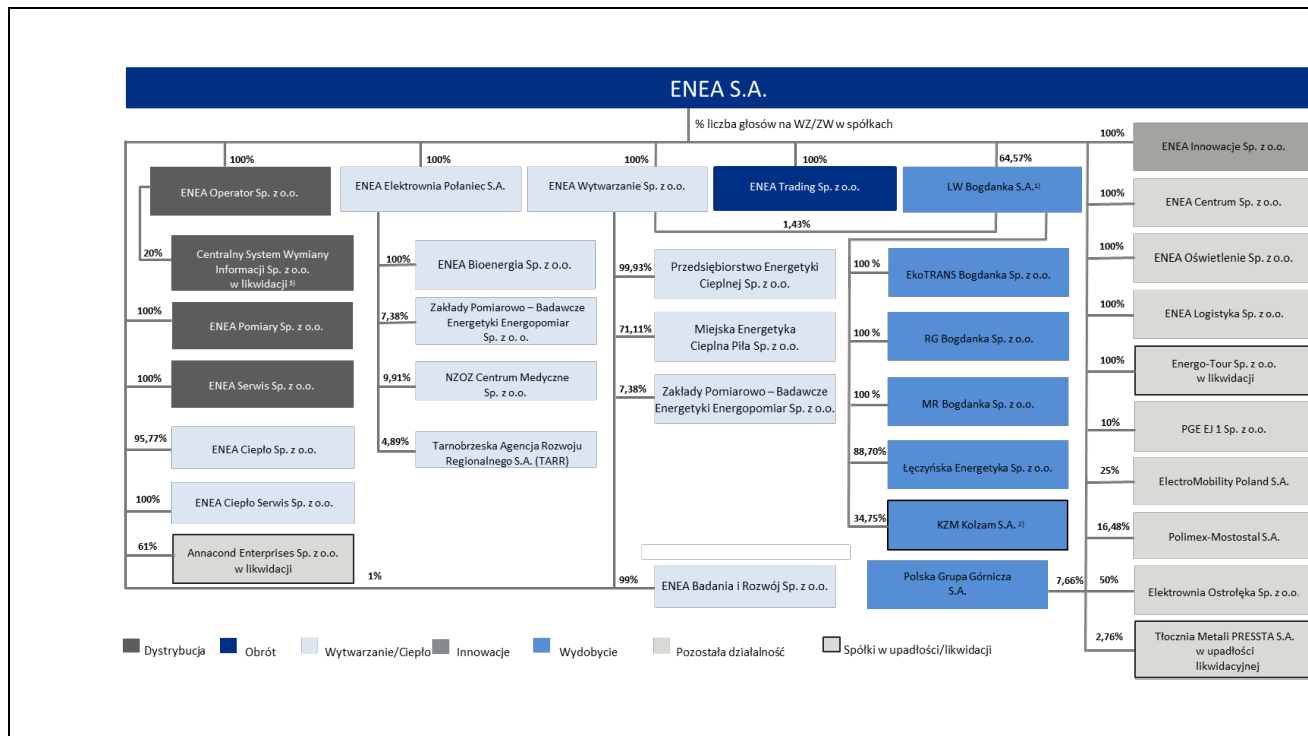 ENEA S.A.
% liczba głosów na WZ/ZW w spółkach
100%
ENEA Operator Sp. z o.o.
20%
Centralny System Wymiany
Informacji Sp. z o.o.
w likwidacji 3)
100%
ENEA Pomiary Sp. z o.o.
100%
ENEA Serwis Sp. z o.o.
95,77%
ENEA Ciepło Sp. z o.o.
100%
ENEA Ciepło Serwis Sp. z o.o.
61%
Annacond Enterprises Sp. z o.o.
w likwidacji
100%
ENEA Elektrownia Połaniec S.A.
100%
ENEA Bioenergia Sp. z o.o.
7,38%
Zakłady Pomiarowo – Badawcze
Energetyki Energopomiar
Sp. z o. o.
9,91%
NZOZ Centrum Medyczne
Sp. z o.o.
4,89%
Tarnobrzeska Agencja Rozwoju
Regionalnego S.A. (TARR)
100%
ENEA Wytwarzanie Sp. z o.o.
99,93%
Przedsiębiorstwo Energetyki
Cieplnej Sp. z o.o.
71,11%
Miejska Energetyka
Cieplna Piła Sp. z o.o.
7,38%
Zakłady Pomiarowo – Badawcze
Energetyki Energopomiar Sp. z o.o.
1%
99%
ENEA Badania i Rozwój Sp. z o.o.
100%
ENEA Trading Sp. z o.o.
64,57%
LW Bogdanka S.A.1)
1,43%
100 %
EkoTRANS Bogdanka Sp. z o.o.
100 %
RG Bogdanka Sp. z o.o.
100 %
MR Bogdanka Sp. z o.o.
88,70%
Łęczyńska Energetyka Sp. z o.o.
34,75%
KZM Kolzam S.A. 2)
Polska Grupa Górnicza
S.A.
7,66%
100%
ENEA Innowacje Sp. z o.o.
100%
ENEA Centrum Sp. z o.o.
100%
ENEA Oświetlenie Sp. z o.o.
100%
ENEA Logistyka Sp. z o.o.
100%
Energo-Tour Sp. z o.o.
w likwidacji
10%
PGE EJ 1 Sp. z o.o.
25%
ElectroMobility Poland S.A.
16,48%
Polimex-Mostostal S.A.
50%
Elektrownia Ostrołęka Sp. z o.o.
2,76%
Tłocznia Metali PRESSTA S.A.
w upadłości
likwidacyjnej
Dystrybucja
Obrót
Wytwarzanie/Ciepło
Innowacje
Wydobycie
Pozostała działalność
Spółki w upadłości/likwidacji